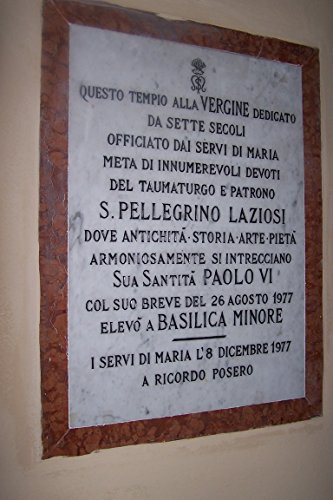 QUESTO TEMPIO ALLA VERGINE DEDICATO
DA SETTE SECOLI
OFFICIATO DAI SERVI DI MARIA
META DI INNUMEREVOLI DEVOTI
DEL TAUMATURGO E PATRONO
S. PELLEGRINO LAZIOSI
DOVE ANTICHITÀ·STORIA·ARTE·PIETÀ
ARMONIOSAMENTE SI INTRECCIANO
SUA SANTITÀ PAOLO VI
COL SUO BREVE DEL 26 AGOSTO 1977
ELEVÒ A BASILICA MINORE
I SERVI DI MARIA L'8 DICEMBRE 1977
A RICORDO POSERO